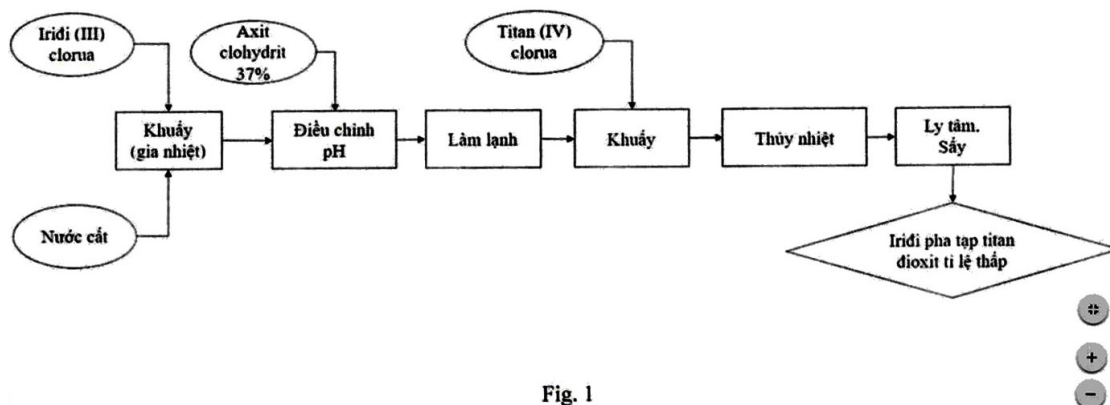 Iriđi (III)
clorua
Axit
clohydrit
37%
Titan (IV)
clorua
Khuấy
(gia nhiệt)
Điều chỉnh
pH
Làm lạnh
Khuấy
Thủy nhiệt
Ly tâm.
Sấy
Nước cất
Iriđi pha tạp titan
đioxit tỉ lệ thấp
Fig. 1